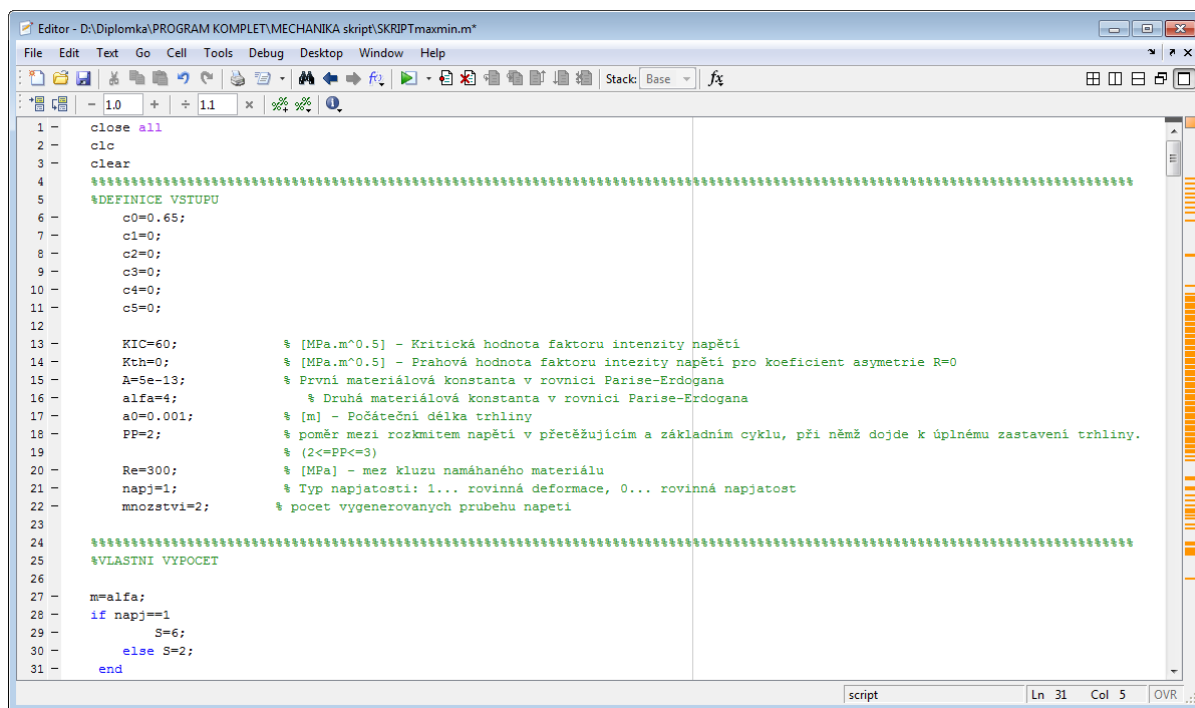 Editor - D:\Diplomka\PROGRAM KOMPLET\MECHANIKA skript\SKRIPTmaxmin.m*
File Edit Text Go Cell Tools Debug Desktop Window Help
Stack: Base fx
- 1.0 + ÷ 1.1 ×
1 - close all
2 - clc
3 - clear
4 %%%%%%%%%%%%%%%%%%%%%%%%%%%%%%%%%%%%%%%%%%%%%%%%%%%%%%%%%%%%%%%%%%%%%%%%%%%%%%%%%%%%%%%%%%%%%%%%%%%%%%%%%%%%%%%%%%%%%%%%%%%%%%%%%%
5 %DEFINICE VSTUPU
6 - c0=0.65;
7 - c1=0;
8 - c2=0;
9 - c3=0;
10 - c4=0;
11 - c5=0;
12
13 - KIC=60; % [MPa.m^0.5] - Kritická hodnota faktoru intenzity napětí
14 - Kth=0; % [MPa.m^0.5] - Prahová hodnota faktoru intezity napětí pro koeficient asymetrie R=0
15 - A=5e-13; % První materiálová konstanta v rovnici Parise-Erdogana
16 - alfa=4; % Druhá materiálová konstanta v rovnici Parise-Erdogana
17 - a0=0.001; % [m] - Počáteční délka trhliny
18 - PP=2; % poměr mezi rozkmitem napětí v přetěžujícím a základním cyklu, při němž dojde k úplnému zastavení trhliny.
19 % (2<=PP<=3)
20 - Re=300; % [MPa] - mez kluzu namáhaného materiálu
21 - napj=1; % Typ napjatosti: 1... rovinná deformace, 0... rovinná napjatost
22 - mnozstvi=2; % pocet vygenerovanych prubehu napeti
23
24 %%%%%%%%%%%%%%%%%%%%%%%%%%%%%%%%%%%%%%%%%%%%%%%%%%%%%%%%%%%%%%%%%%%%%%%%%%%%%%%%%%%%%%%%%%%%%%%%%%%%%%%%%%%%%%%%%%%%%%%%%%%%%%%%%%
25 %VLASTNI VYPOCET
26
27 - m=alfa;
28 - if napj==1
29 - S=6;
30 - else S=2;
31 - end
script Ln 31 Col 5 OVR